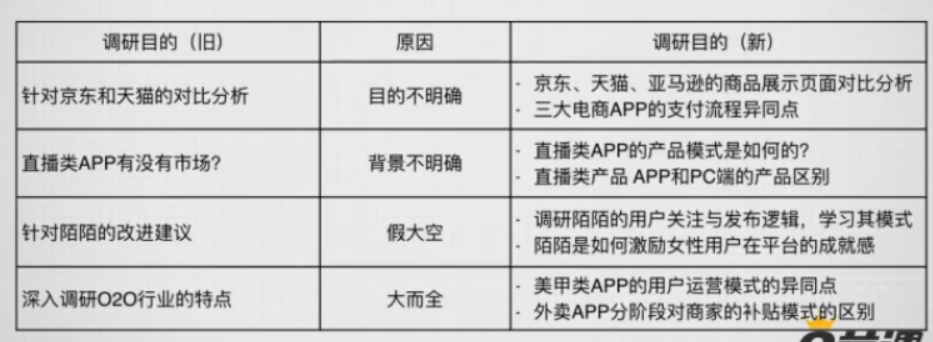 调研目的（旧）
原因
调研目的（新）
针对京东和天猫的对比分析
目的不明确
- 京东、天猫、亚马逊的商品展示页面对比分析
- 三大电商APP的支付流程异同点
直播类APP有没有市场？
背景不明确
- 直播类APP的产品模式是如何的？
- 直播类产品 APP和PC端的产品区别
针对陌陌的改进建议
假大空
- 调研陌陌的用户关注与发布逻辑，学习其模式
- 陌陌是如何激励女性用户在平台的成就感
深入调研O2O行业的特点
大而全
- 美甲类APP的用户运营模式的异同点
- 外卖APP分阶段对商家的补贴模式的区别